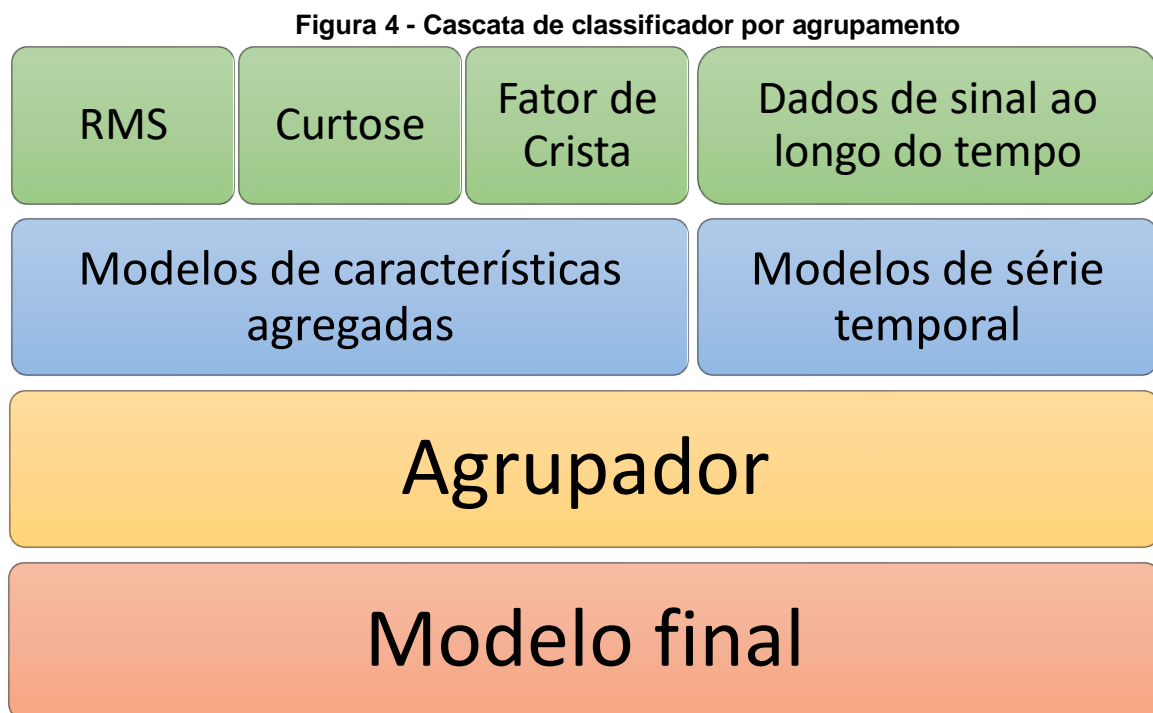 Figura 4 - Cascata de classificador por agrupamento
RMS
Curtose
Fator de
Crista
Dados de sinal ao
longo do tempo
Modelos de características
agregadas
Modelos de série
temporal
Agrupador
Modelo final